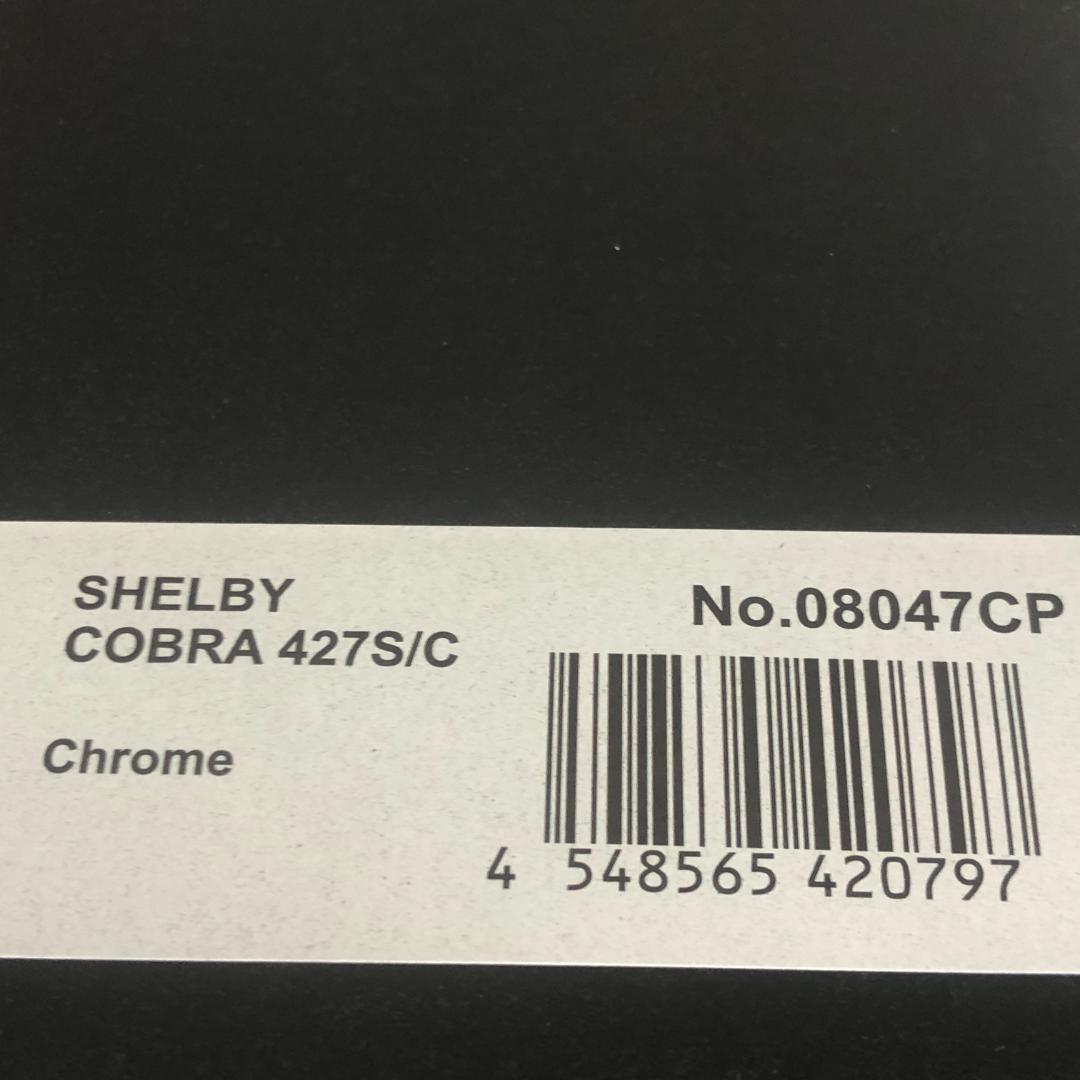 SHELBY
COBRA 427S/C
Chrome
No.08047CP
4 548565 420797